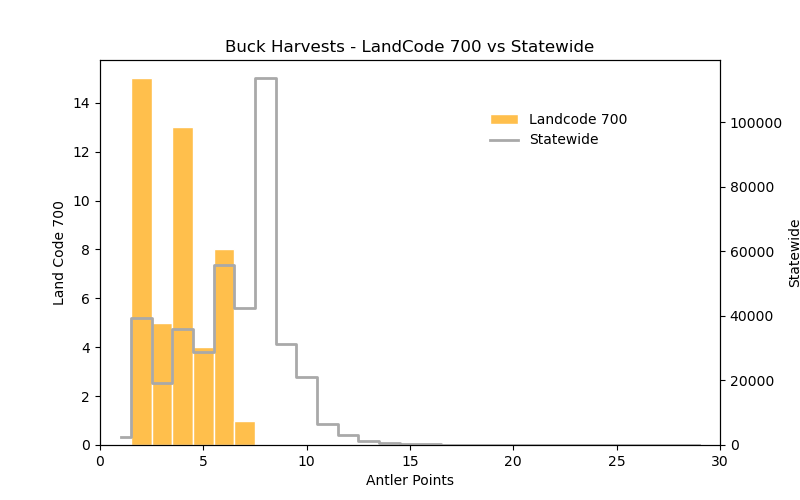 Buck Harvests - LandCode 700 vs Statewide
Landcode 700
Statewide
Land Code 700
14
12
10
8
6
4
2
0
100000
80000
60000
40000
20000
0
Statewide
0 5 10 15 20 25 30
Antler Points